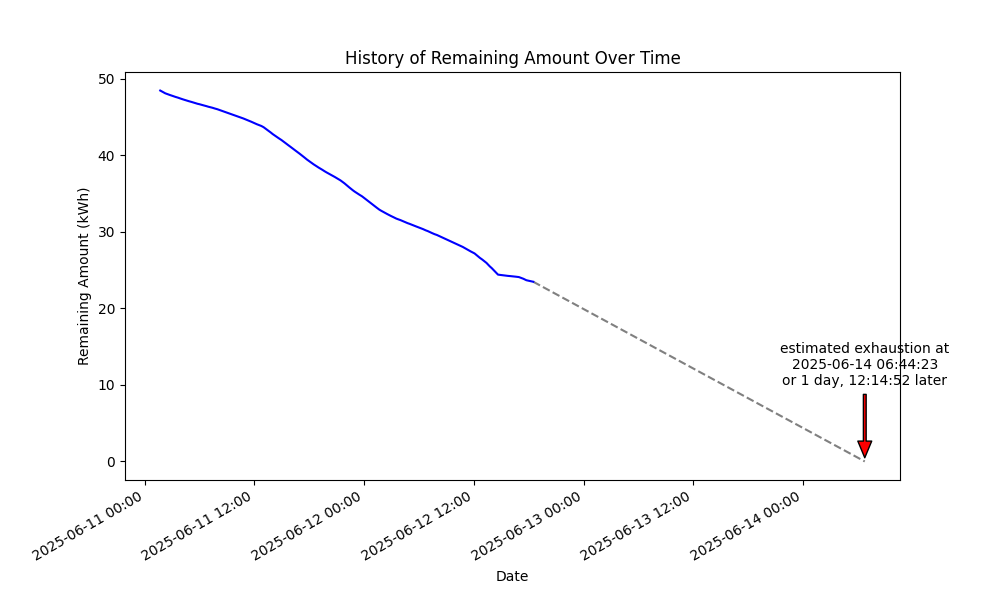 History of Remaining Amount Over Time
Remaining Amount (kWh)
50
40
30
20
10
0
estimated exhaustion at
2025-06-14 06:44:23
or 1 day, 12:14:52 later
2025-06-11 00:00
2025-06-11 12:00
2025-06-12 00:00
2025-06-12 12:00
2025-06-13 00:00
2025-06-13 12:00
2025-06-14 00:00
Date